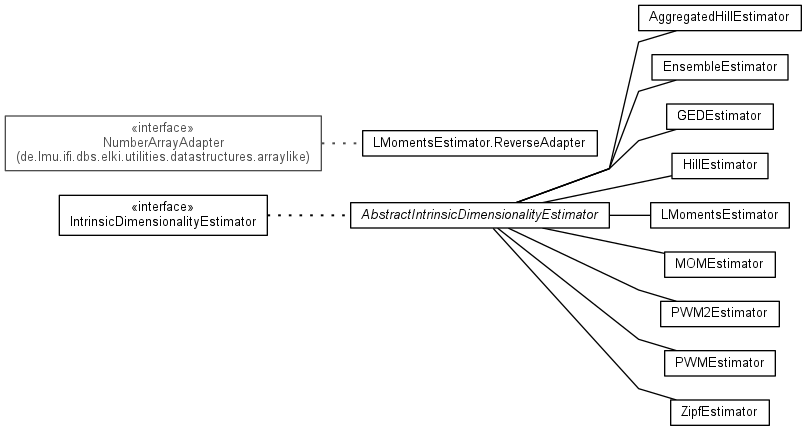 «interface»
NumberArrayAdapter
(de.lmu.ifi.dbs.elki.utilities.datastructures.arraylike)
LMomentsEstimator.ReverseAdapter
«interface»
IntrinsicDimensionalityEstimator
AbstractIntrinsicDimensionalityEstimator
AggregatedHillEstimator
EnsembleEstimator
GEDEstimator
HillEstimator
LMomentsEstimator
MOMEstimator
PWM2Estimator
PWMEstimator
ZipfEstimator